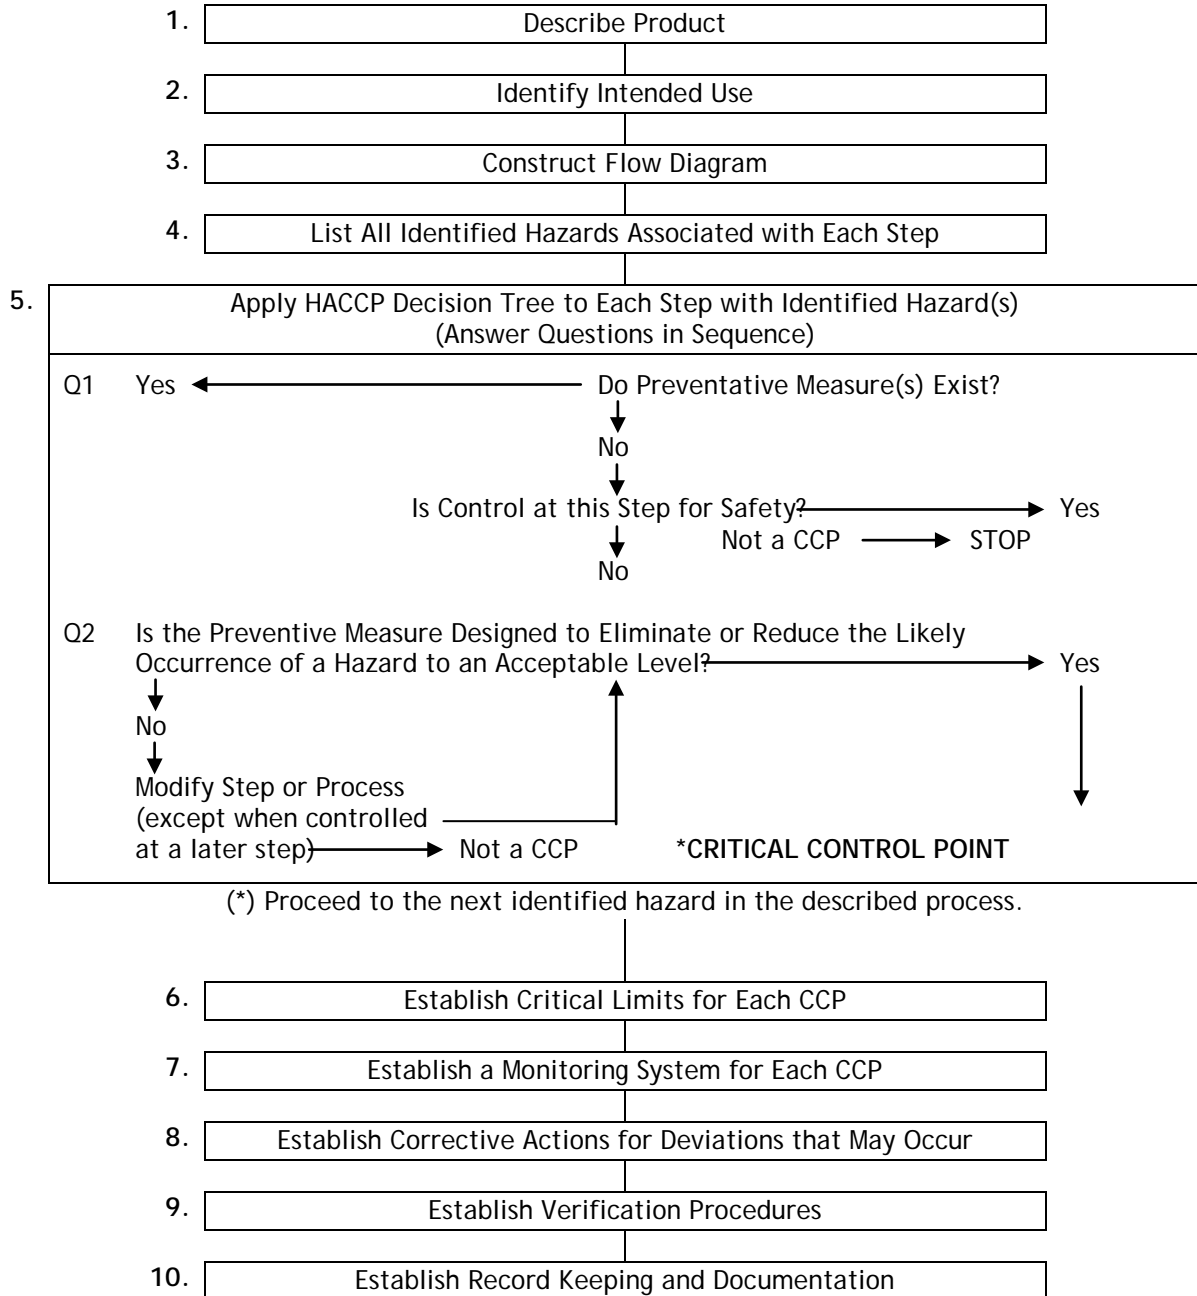 1. Describe Product
2. Identify Intended Use
3. Construct Flow Diagram
4. List All Identified Hazards Associated with Each Step
5. Apply HACCP Decision Tree to Each Step with Identified Hazard(s)
(Answer Questions in Sequence)
Q1 Yes Do Preventative Measure(s) Exist?
No
Is Control at this Step for Safety? Yes
Not a CCP STOP
No
Q2 Is the Preventive Measure Designed to Eliminate or Reduce the Likely
Occurrence of a Hazard to an Acceptable Level? Yes
No
Modify Step or Process
(except when controlled
at a later step) Not a CCP *CRITICAL CONTROL POINT
(*) Proceed to the next identified hazard in the described process.
6. Establish Critical Limits for Each CCP
7. Establish a Monitoring System for Each CCP
8. Establish Corrective Actions for Deviations that May Occur
9. Establish Verification Procedures
10. Establish Record Keeping and Documentation